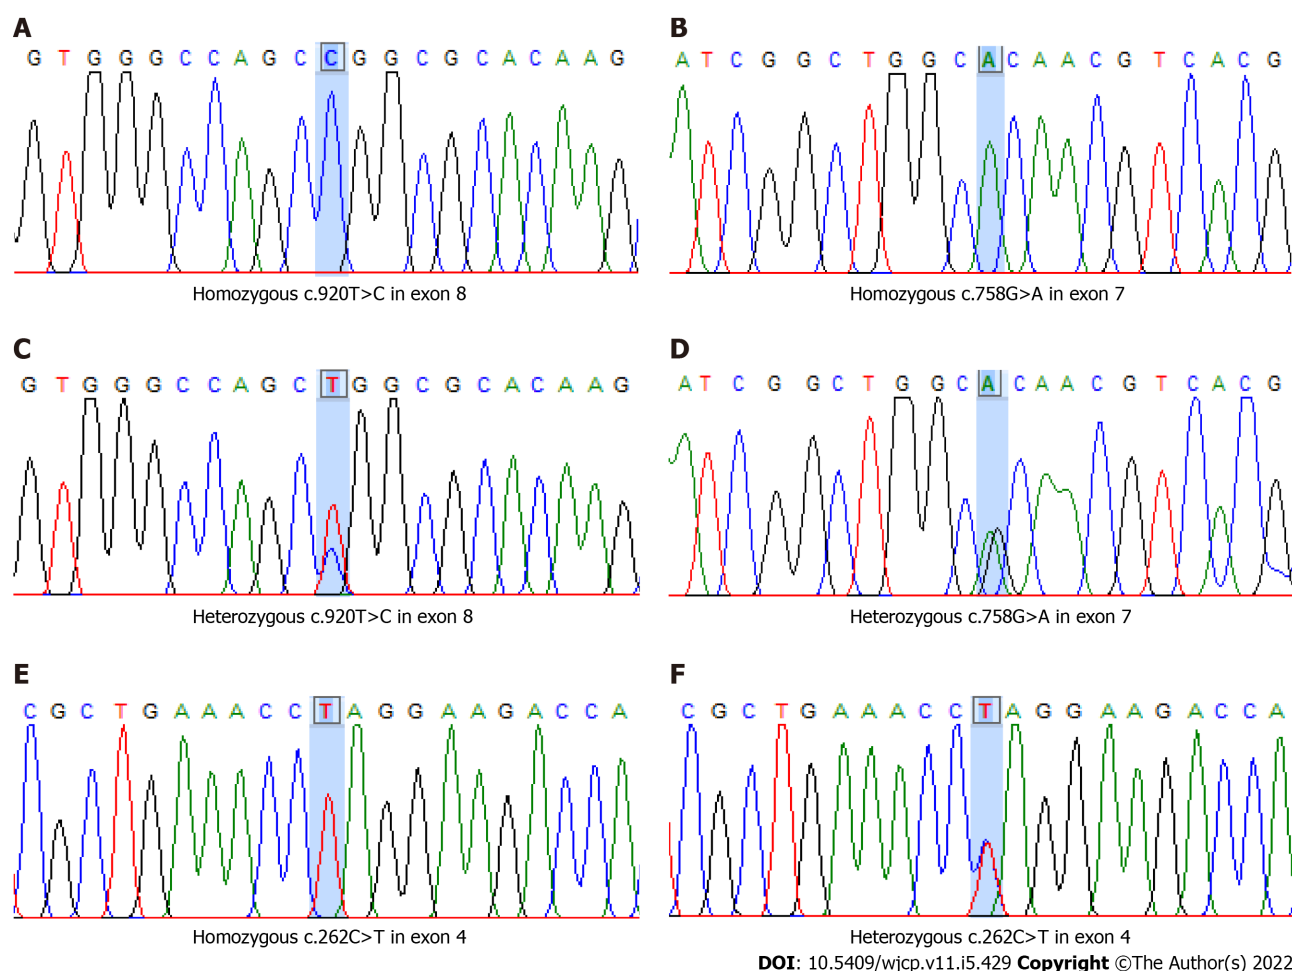 A
G T G G G C C A G C C G G C G C A C A A G
Homozygous c.920T>C in exon 8
B
A T C G G C T G G C A C A A C G T C A C G
Homozygous c.758G>A in exon 7
C
G T G G G C C A G C T G G C G C A C A A G
Heterozygous c.920T>C in exon 8
D
A T C G G C T G G C A C A A C G T C A C G
Heterozygous c.758G>A in exon 7
E
C G C T G A A A C C T A G G A A G A C C A
Homozygous c.262C>T in exon 4
F
C G C T G A A A C C T A G G A A G A C C A
Heterozygous c.262C>T in exon 4
DOI: 10.5409/wjcp.v11.i5.429 Copyright ©The Author(s) 2022